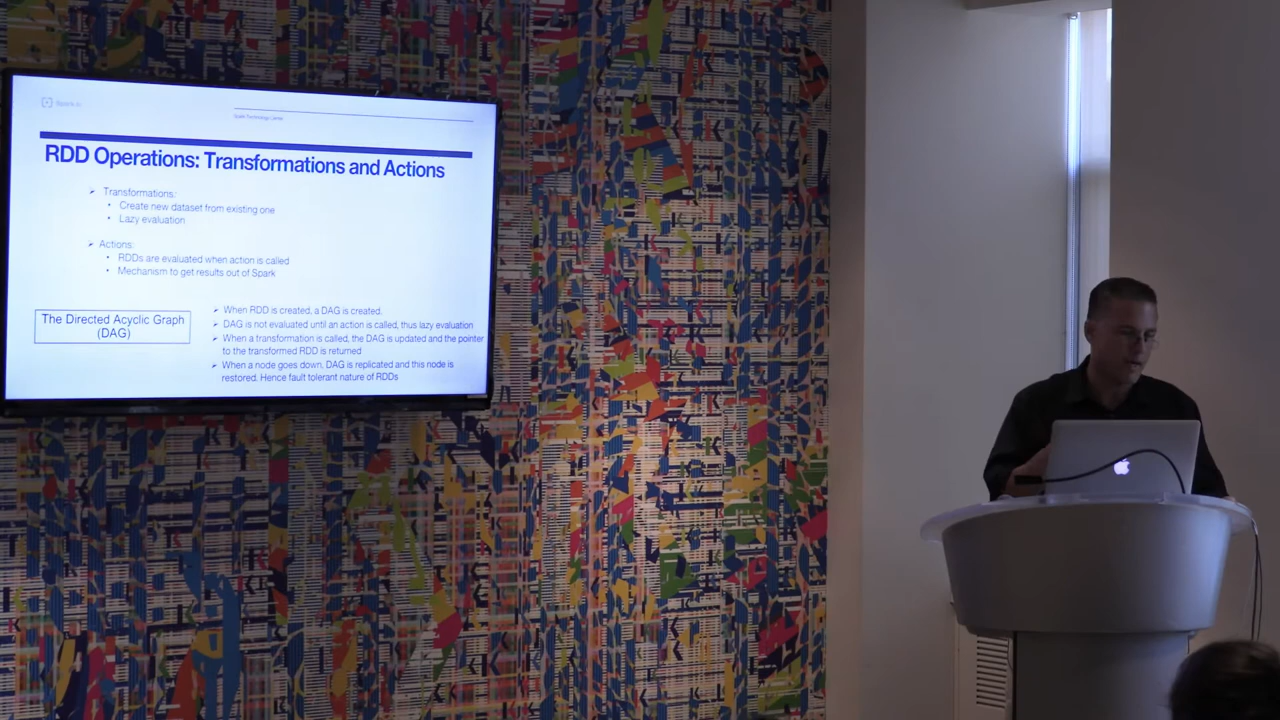 Spark Technology Center
RDD Operations: Transformations and Actions
➢ Transformations:
• Create new dataset from existing one
• Lazy evaluation
➢ Actions:
• RDDs are evaluated when action is called
• Mechanism to get results out of Spark
The Directed Acyclic Graph
(DAG)
➢ When RDD is created, a DAG is created.
➢ DAG is not evaluated until an action is called, thus lazy evaluation
➢ When a transformation is called, the DAG is updated and the pointer
to the transformed RDD is returned
➢ When a node goes down, DAG is replicated and this node is
restored. Hence fault tolerant nature of RDDs